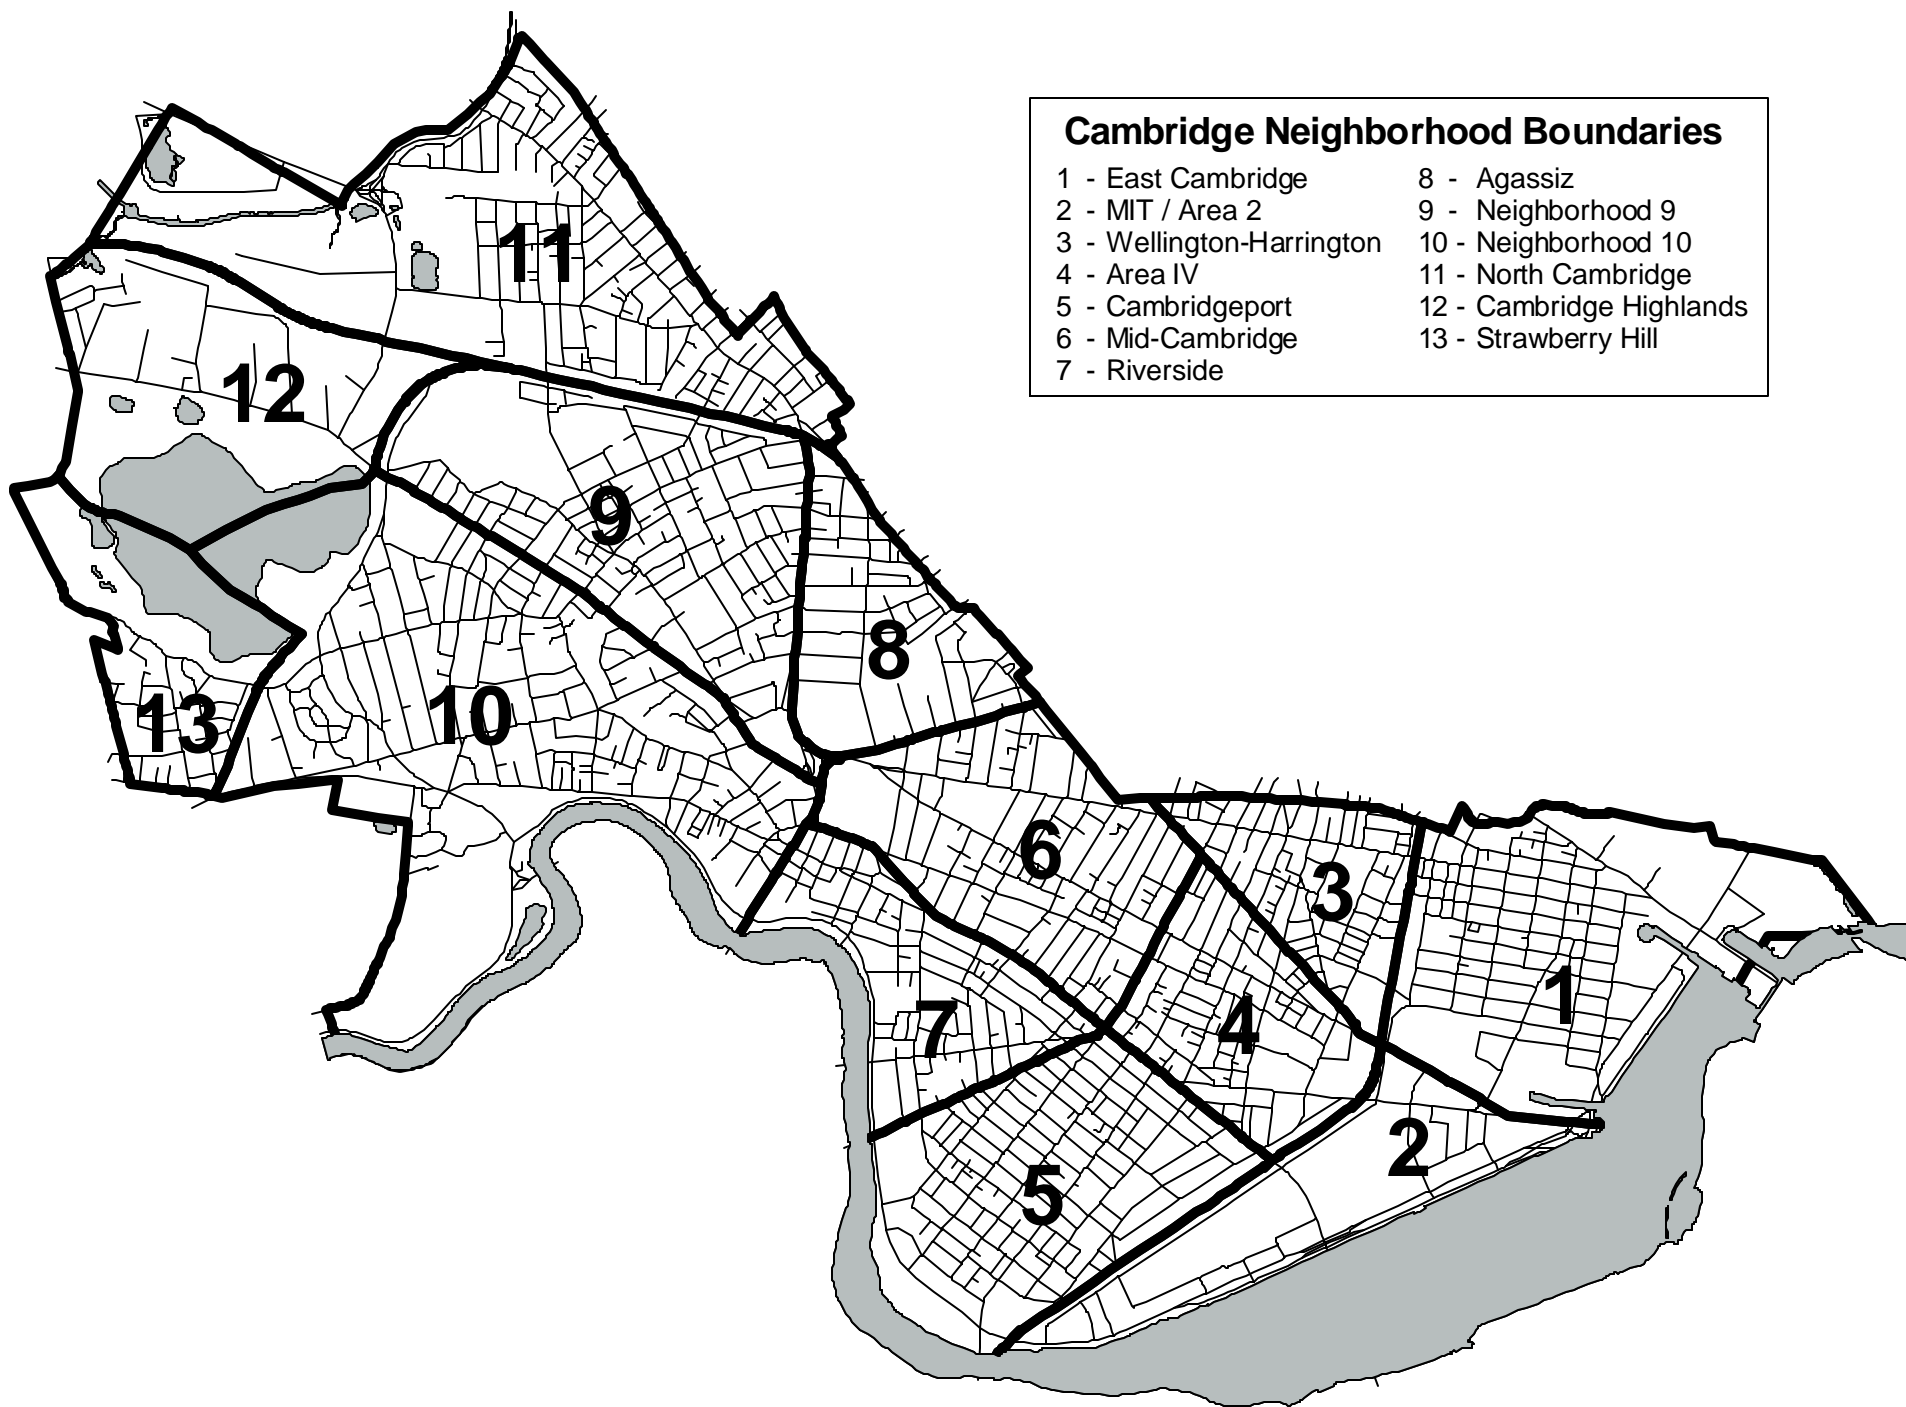 Cambridge Neighborhood Boundaries
1 - East Cambridge
2 - MIT / Area 2
3 - Wellington-Harrington
4 - Area IV
5 - Cambridgeport
6 - Mid-Cambridge
7 - Riverside
8 - Agassiz
9 - Neighborhood 9
10 - Neighborhood 10
11 - North Cambridge
12 - Cambridge Highlands
13 - Strawberry Hill
11
12
9
8
10
13
6
3
1
7
4
2
5